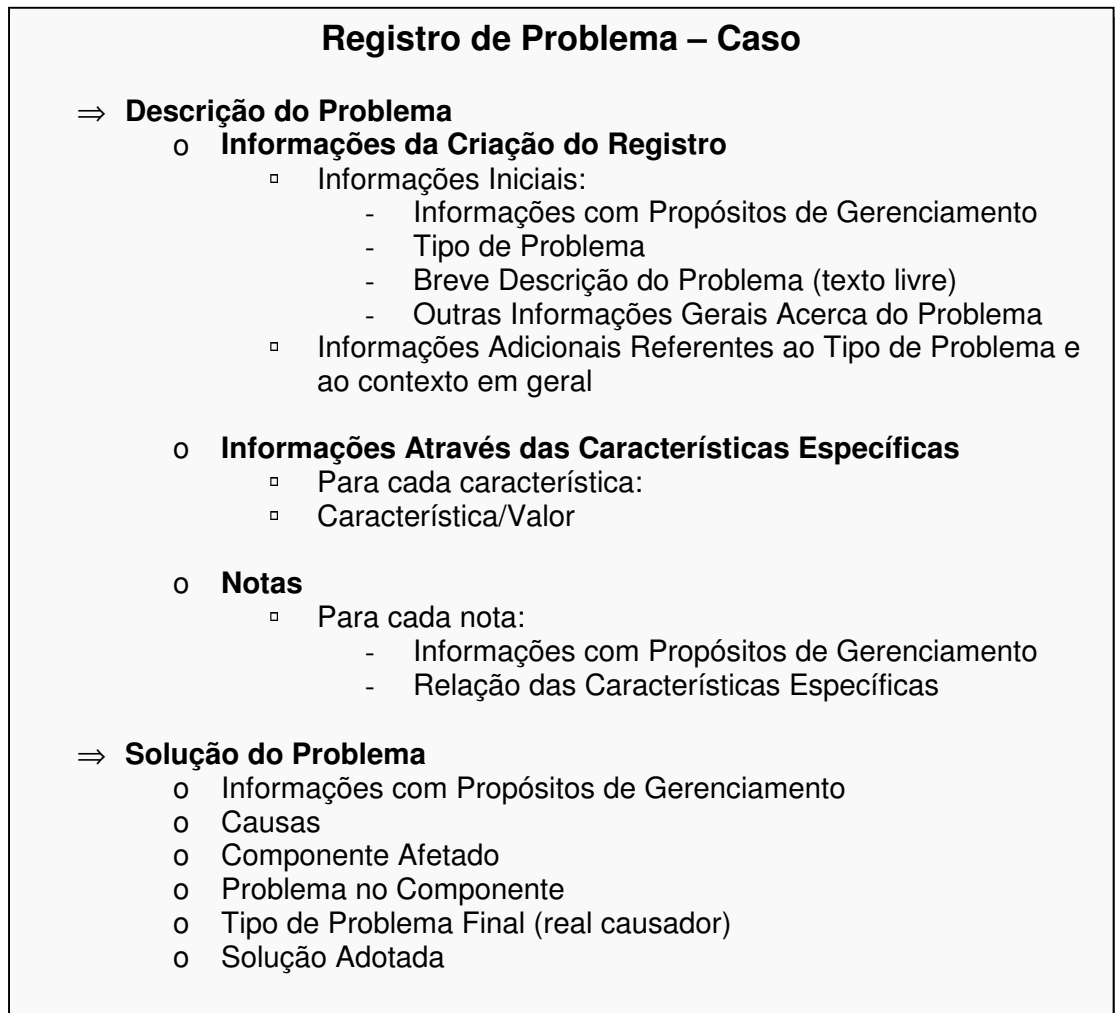 Registro de Problema – Caso
⇒ Descrição do Problema
o Informações da Criação do Registro
▫ Informações Iniciais:
- Informações com Propósitos de Gerenciamento
- Tipo de Problema
- Breve Descrição do Problema (texto livre)
- Outras Informações Gerais Acerca do Problema
▫ Informações Adicionais Referentes ao Tipo de Problema e
ao contexto em geral
o Informações Através das Características Específicas
▫ Para cada característica:
▫ Característica/Valor
o Notas
▫ Para cada nota:
- Informações com Propósitos de Gerenciamento
- Relação das Características Específicas
⇒ Solução do Problema
o Informações com Propósitos de Gerenciamento
o Causas
o Componente Afetado
o Problema no Componente
o Tipo de Problema Final (real causador)
o Solução Adotada